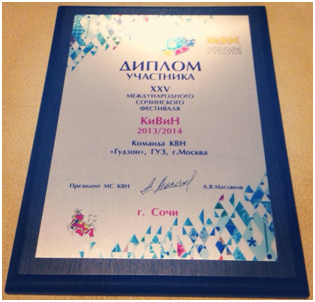 ДИПЛОМ
УЧАСТНИКА
XXV
МЕЖДУНАРОДНОГО
СОЧИНСКОГО
ФЕСТИВАЛЯ
КиВиН
2013/2014
Команда КВН
«Гудзон», ГУЗ, г.Москва
Президент МС КВН А.В.Масляков
г. Сочи